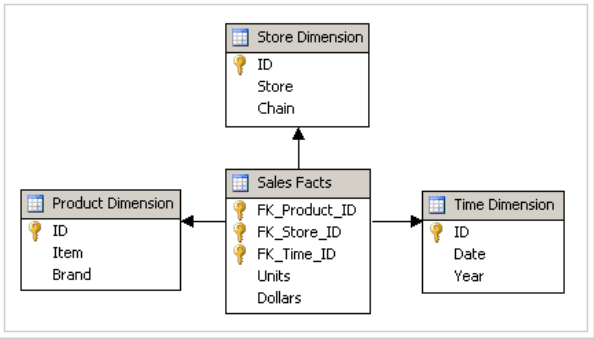 Store Dimension
ID
Store
Chain
Sales Facts
FK_Product_ID
FK_Store_ID
FK_Time_ID
Units
Dollars
Product Dimension
ID
Item
Brand
Time Dimension
ID
Date
Year